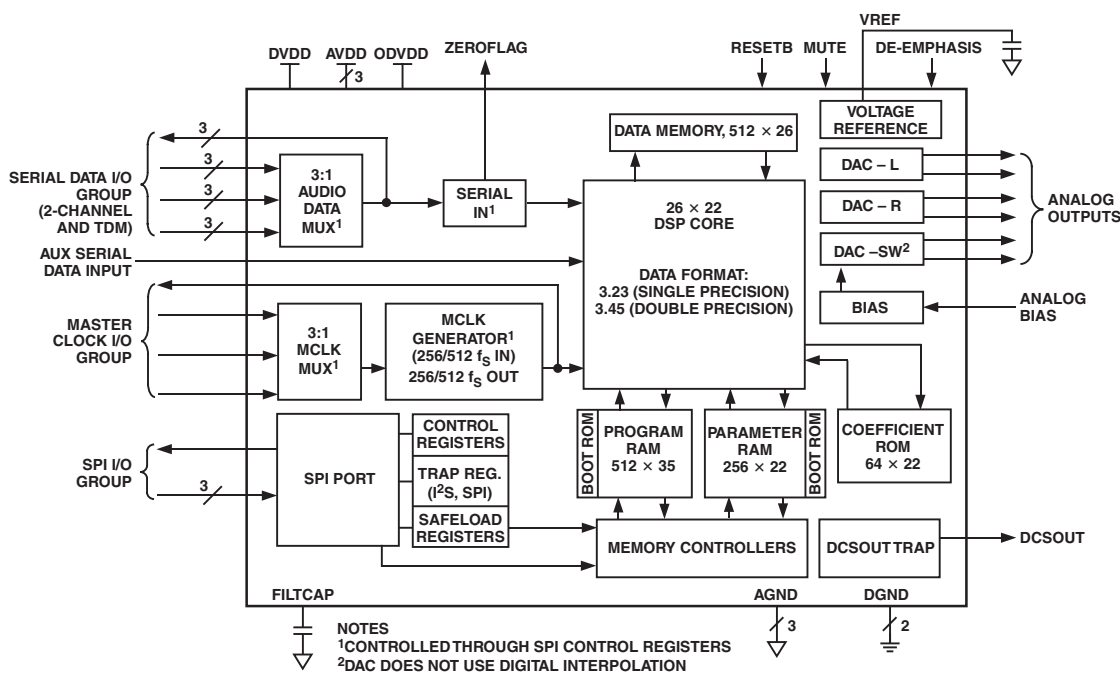 VREF
DVDD AVDD ODVDD
ZEROFLAG
RESETB MUTE DE-EMPHASIS
3
VOLTAGE
REFERENCE
DATA MEMORY, 512 × 26
3
3
3
3
SERIAL DATA I/O
GROUP
(2-CHANNEL
AND TDM)
3:1
AUDIO
DATA
MUX1
SERIAL
IN1
26 × 22
DSP CORE
DATA FORMAT:
3.23 (SINGLE PRECISION)
3.45 (DOUBLE PRECISION)
DAC – L
DAC – R
DAC –SW2
ANALOG
OUTPUTS
AUX SERIAL
DATA INPUT
BIAS
ANALOG
BIAS
MASTER
CLOCK I/O
GROUP
3:1
MCLK
MUX1
MCLK
GENERATOR1
(256/512 fS IN)
256/512 fS OUT
SPI I/O
GROUP
3
SPI PORT
CONTROL
REGISTERS
TRAP REG.
(I2S, SPI)
SAFELOAD
REGISTERS
BOOT ROM
PROGRAM
RAM
512 × 35
PARAMETER
RAM
256 × 22
BOOT ROM
COEFFICIENT
ROM
64 × 22
MEMORY CONTROLLERS
DCSOUT TRAP
DCSOUT
FILTCAP
AGND
DGND
3
2
NOTES
1CONTROLLED THROUGH SPI CONTROL REGISTERS
2DAC DOES NOT USE DIGITAL INTERPOLATION